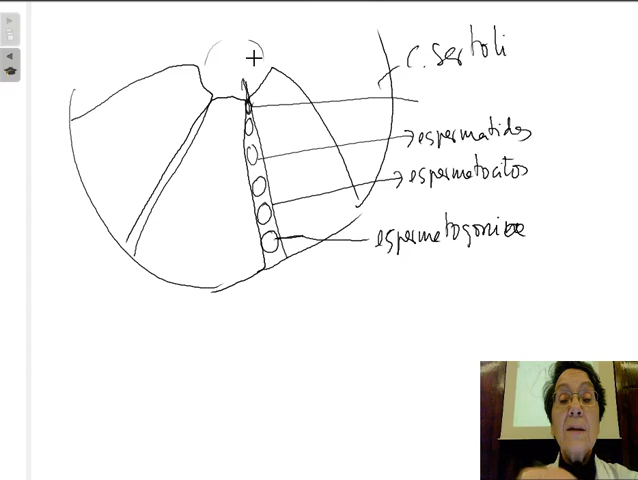 c. sertoli
espermatides
espermatocitos
espermatogonias